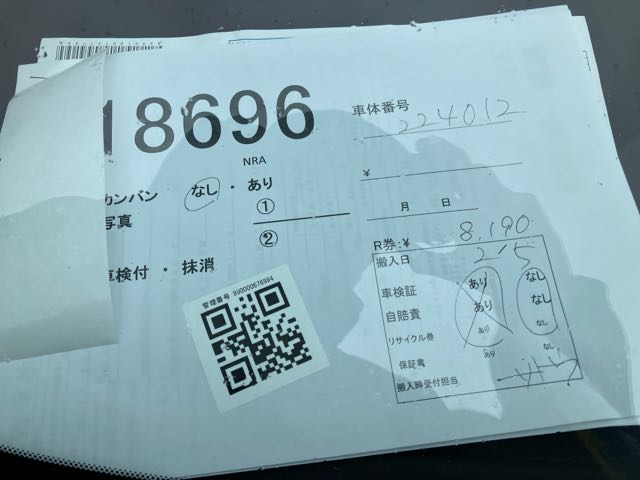 18696
NRA
車体番号 224012
¥
カンバン なし ・ あり
写真 ①
②
月 日
車検付 ・ 抹消
R券:¥ 8,190
搬入日 2/5
車検証 あり なし
自賠責 あり なし
リサイクル券 あり なし
保証書 あり なし
搬入時受付担当
管理番号 990000676994